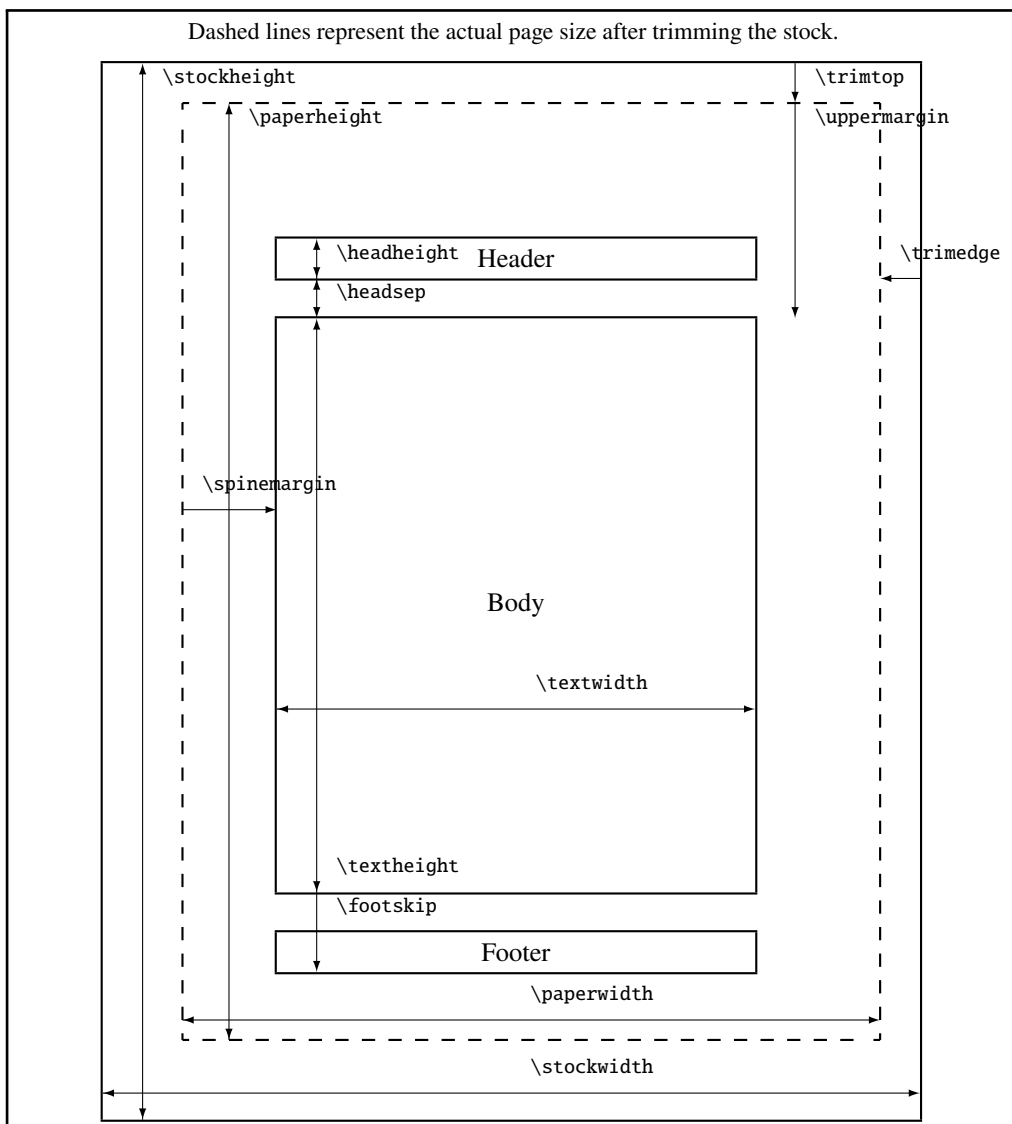 Dashed lines represent the actual page size after trimming the stock.
\stockheight
\trimtop
\paperheight
\uppermargin
\headheight
Header
\trimedge
\headsep
\spinemargin
Body
\textwidth
\textheight
\footskip
Footer
\paperwidth
\stockwidth